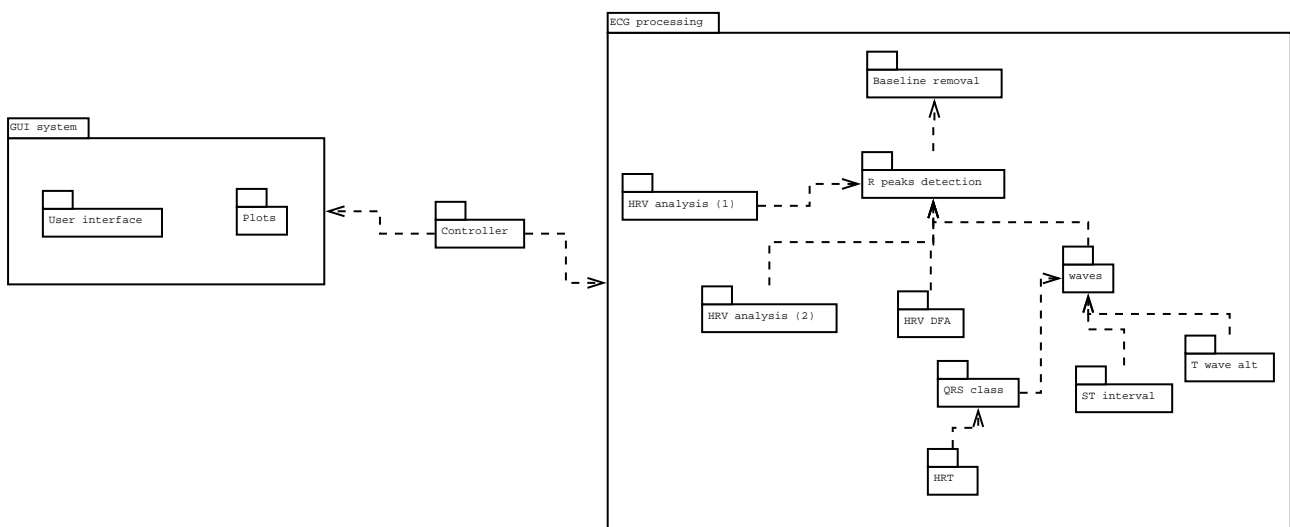 ECG processing
Baseline removal
GUI system
R peaks detection
HRV analysis (1)
User interface
Plots
Controller
waves
HRV analysis (2)
HRV DFA
T wave alt
QRS class
ST interval
HRT